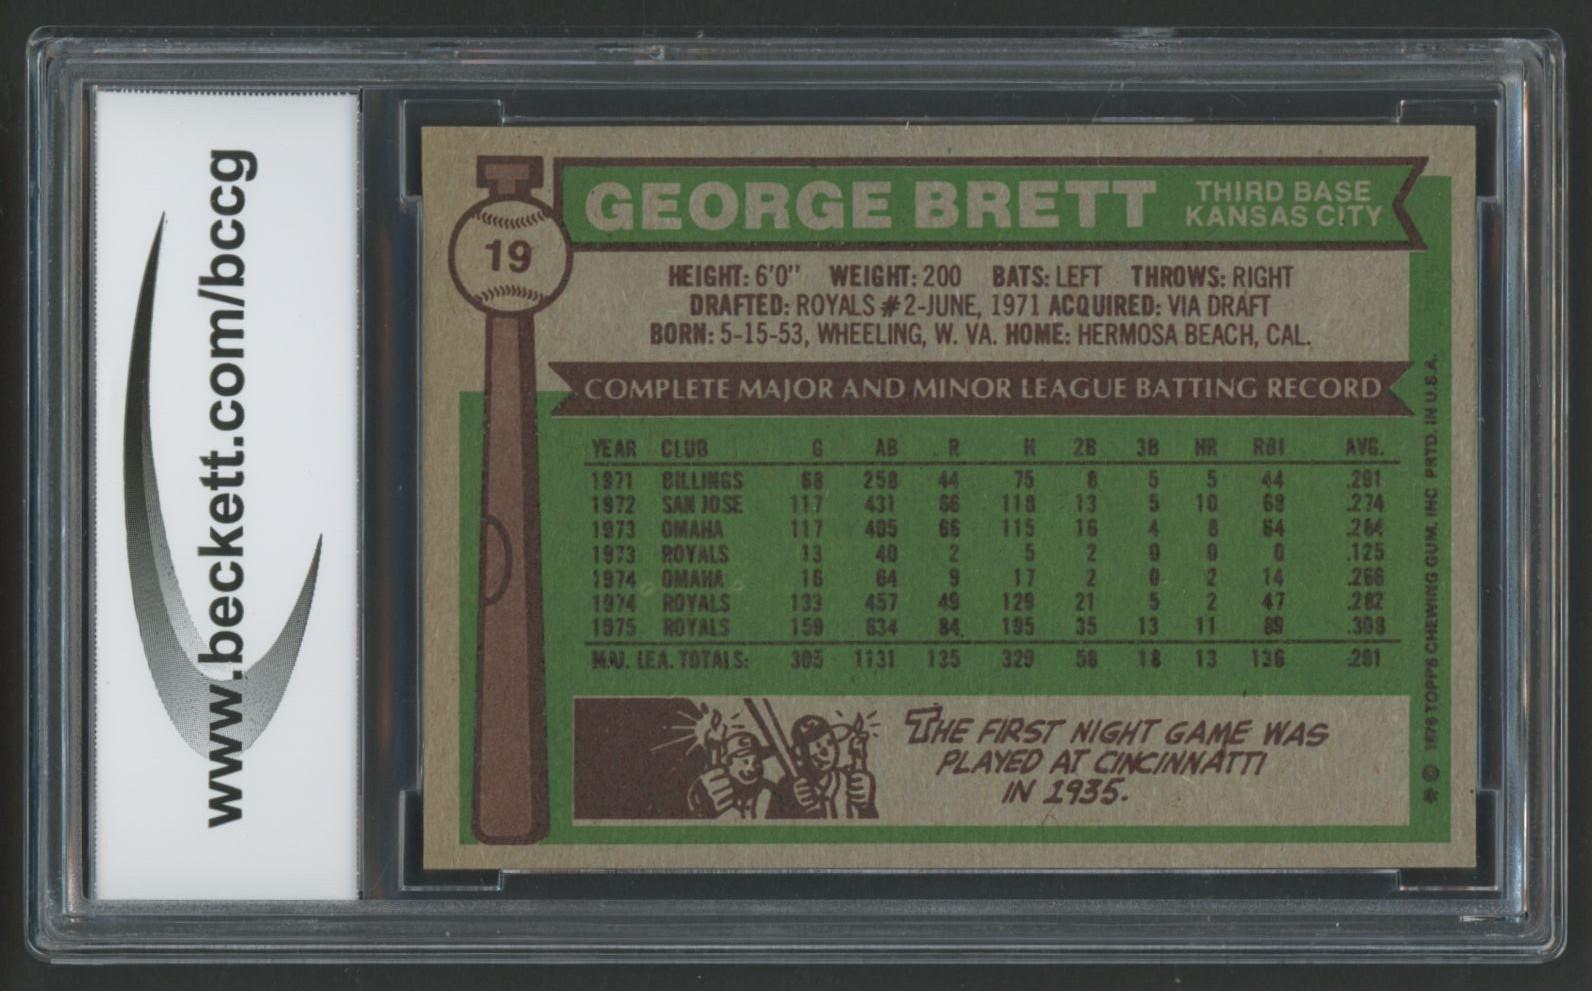 www.beckett.com/bccg
19
GEORGE BRETT
THIRD BASE
KANSAS CITY
HEIGHT: 6'0" WEIGHT: 200 BATS: LEFT THROWS: RIGHT
DRAFTED: ROYALS #2-JUNE, 1971 ACQUIRED: VIA DRAFT
BORN: 5-15-53, WHEELING, W. VA. HOME: HERMOSA BEACH, CAL.
COMPLETE MAJOR AND MINOR LEAGUE BATTING RECORD
YEAR CLUB G AB R H 2B 3B HR RBI AVG.
1971 BILLINGS 68 258 44 75 8 5 5 44 .291
1972 SAN JOSE 117 431 66 118 13 5 10 68 .274
1973 OMAHA 117 405 66 115 16 4 8 64 .284
1973 ROYALS 13 40 2 5 2 0 0 0 .125
1974 OMAHA 16 64 9 17 2 0 2 14 .266
1974 ROYALS 133 457 49 129 21 5 2 47 .282
1975 ROYALS 159 634 84 195 35 13 11 89 .308
MAJ. LEA. TOTALS: 305 1131 135 329 58 18 13 136 .291
THE FIRST NIGHT GAME WAS
PLAYED AT CINCINNATTI
IN 1935.
* © 1976 TOPPS CHEWING GUM, INC PRTD. IN U.S.A.